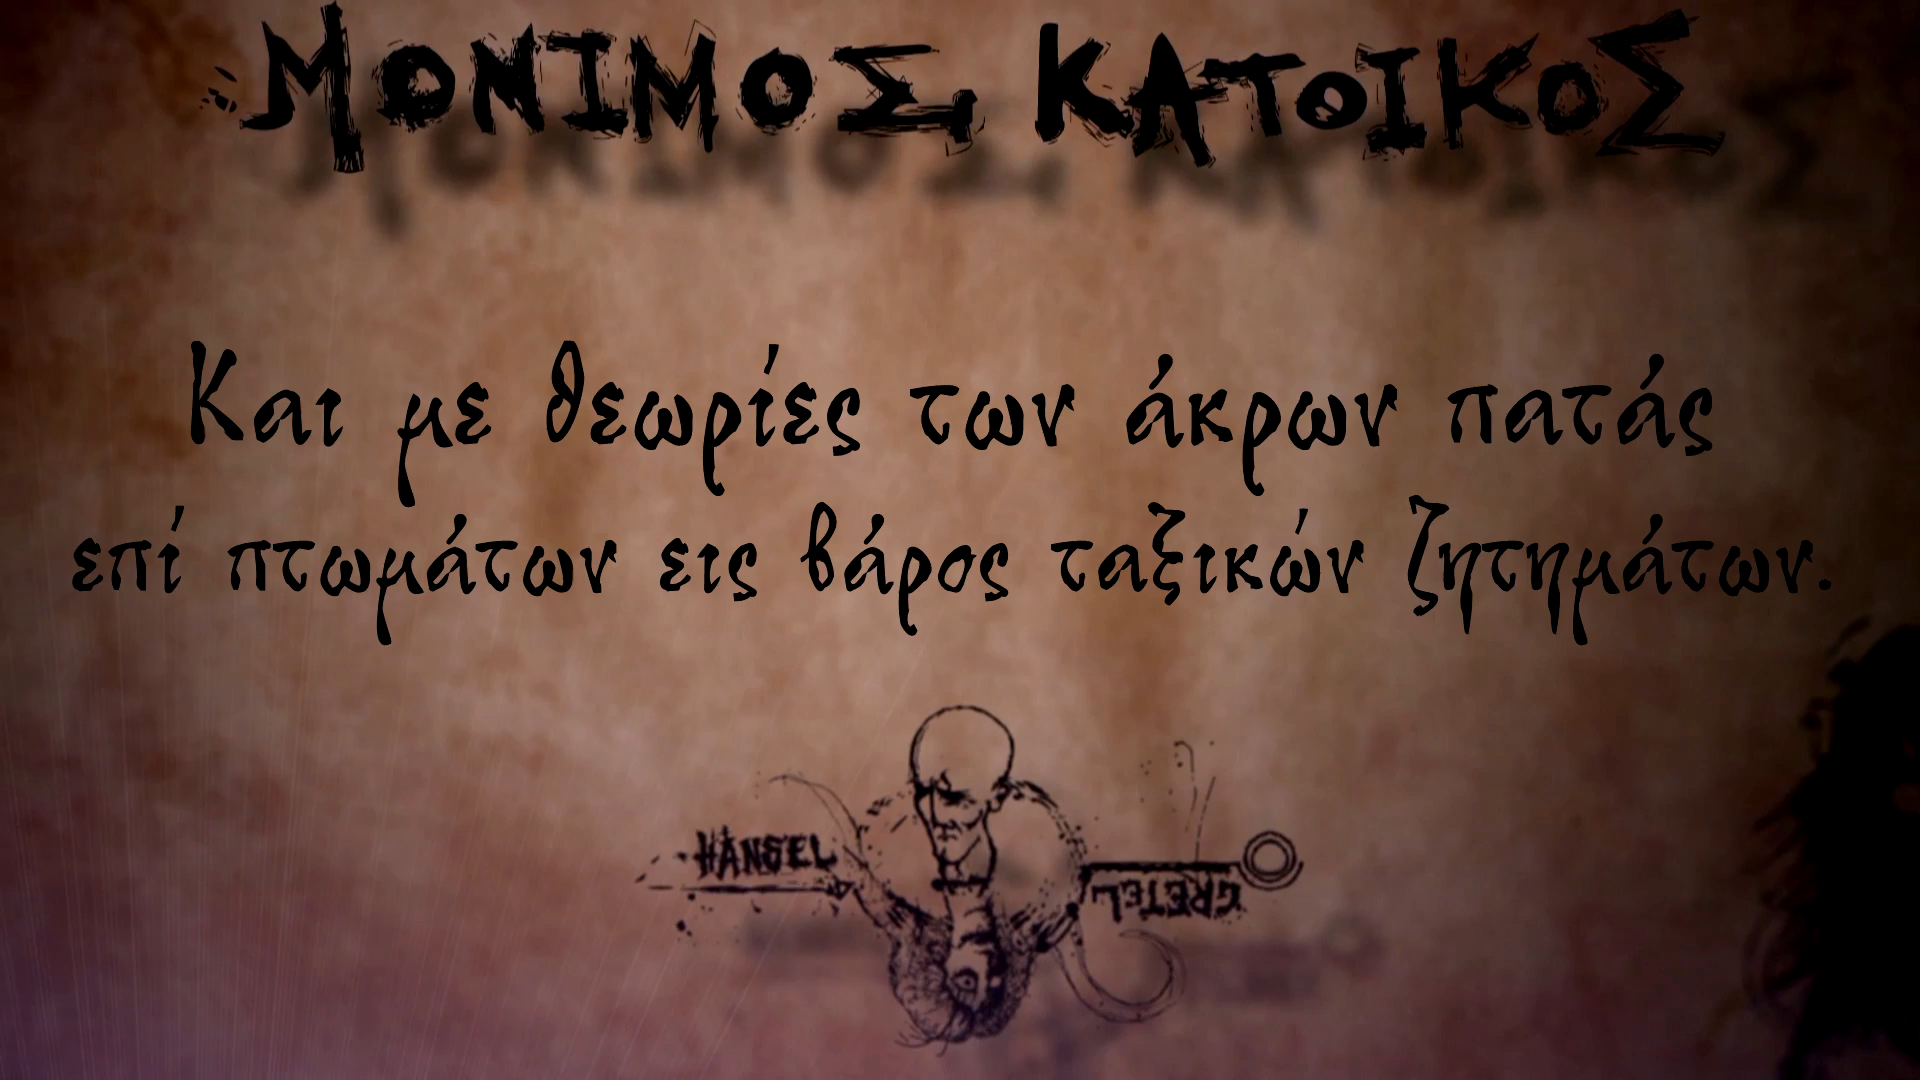 ΜΟΝΙΜΟΣ ΚΑΤΟΙΚΟΣ
Και με θεωρίες των άκρων πατάς
επί πτωμάτων εις βάρος ταξικών ζητημάτων.
HANSEL
GRETEL